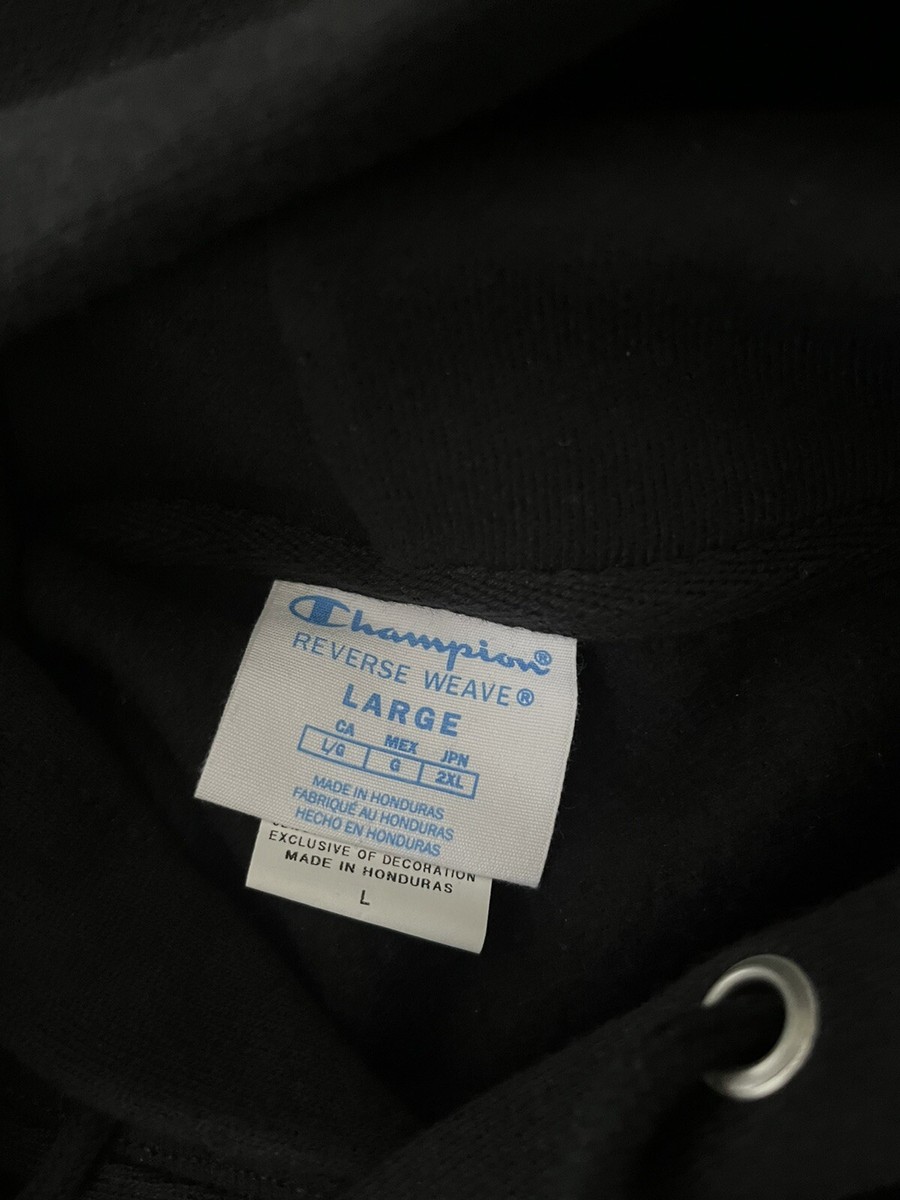 Champion®
REVERSE WEAVE®
LARGE
CA MEX JPN
L/G G 2XL
MADE IN HONDURAS
FABRIQUÉ AU HONDURAS
HECHO EN HONDURAS
EXCLUSIVE OF DECORATION
MADE IN HONDURAS
L